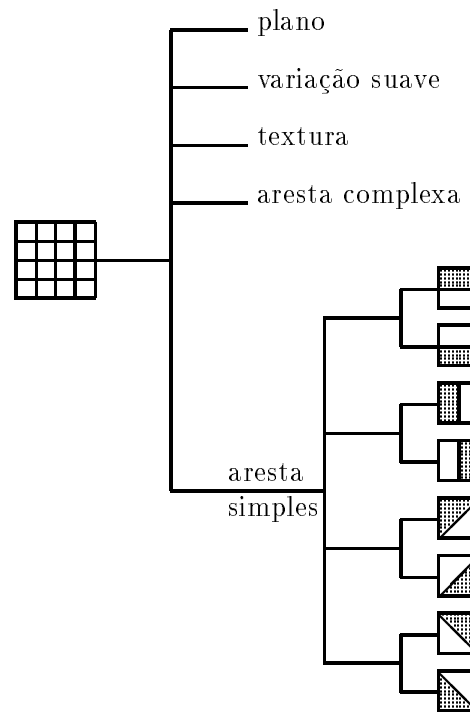 plano
variação suave
textura
aresta complexa
aresta
simples